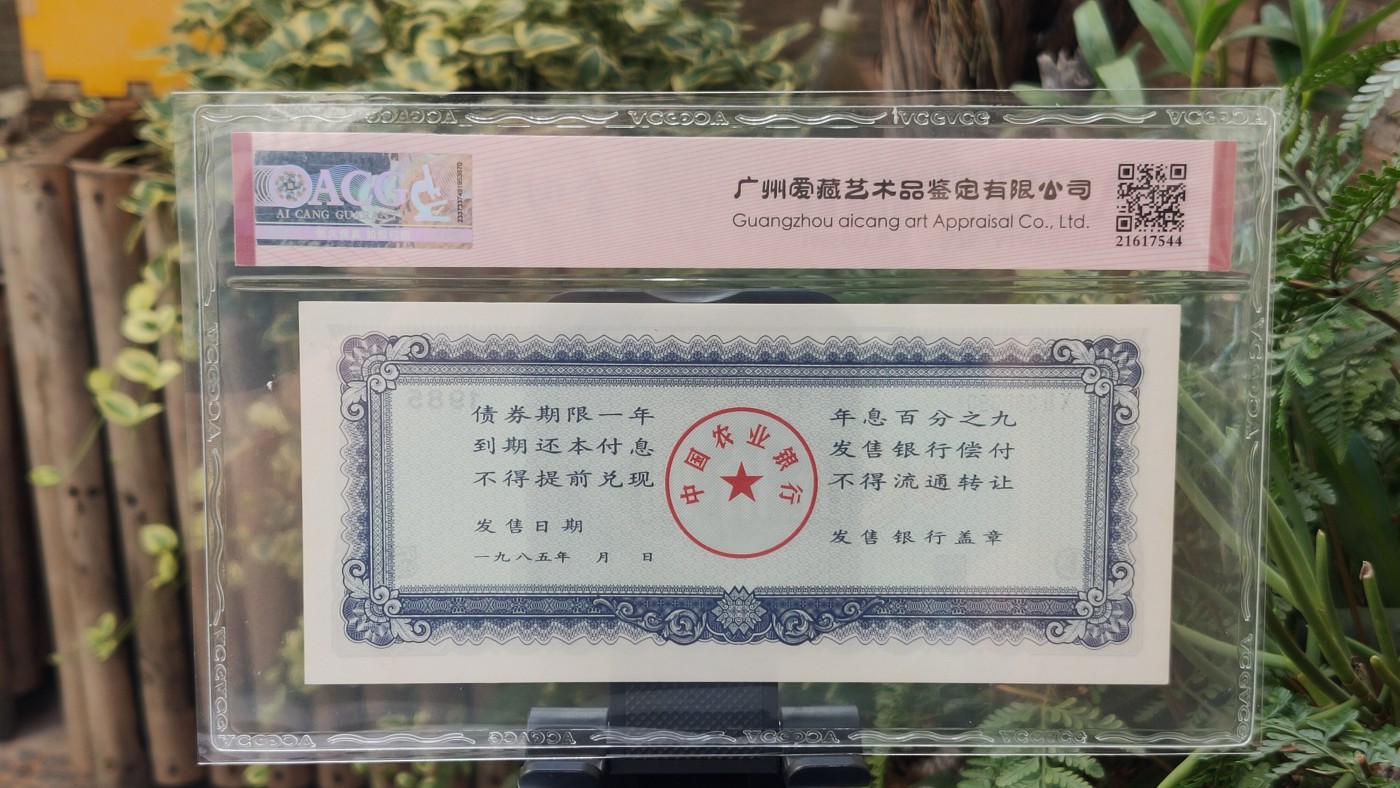 ACGG
AI CANG
广州爱藏艺术品鉴定有限公司
Guangzhou aicang art Appraisal Co., Ltd.
21617544
债券期限一年
到期还本付息
不得提前兑现
发售日期
一九八五年 月 日
中国农业银行
年息百分之九
发售银行偿付
不得流通转让
发售银行盖章
1985